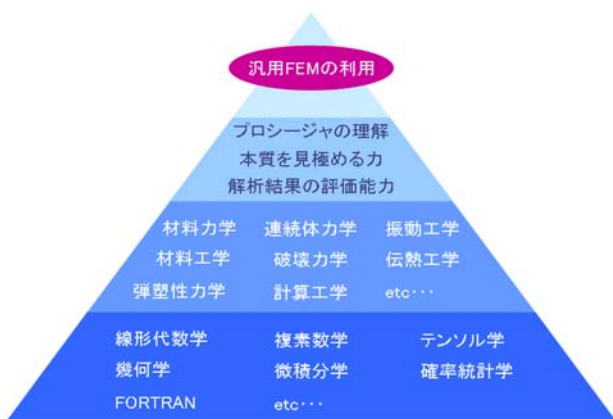 汎用FEMの利用
プロシージャの理解
本質を見極める力
解析結果の評価能力
材料力学 連続体力学 振動工学
材料工学 破壊力学 伝熱工学
弾塑性力学 計算工学 etc･･･
線形代数学 複素数学 テンソル学
幾何学 微積分学 確率統計学
FORTRAN etc･･･